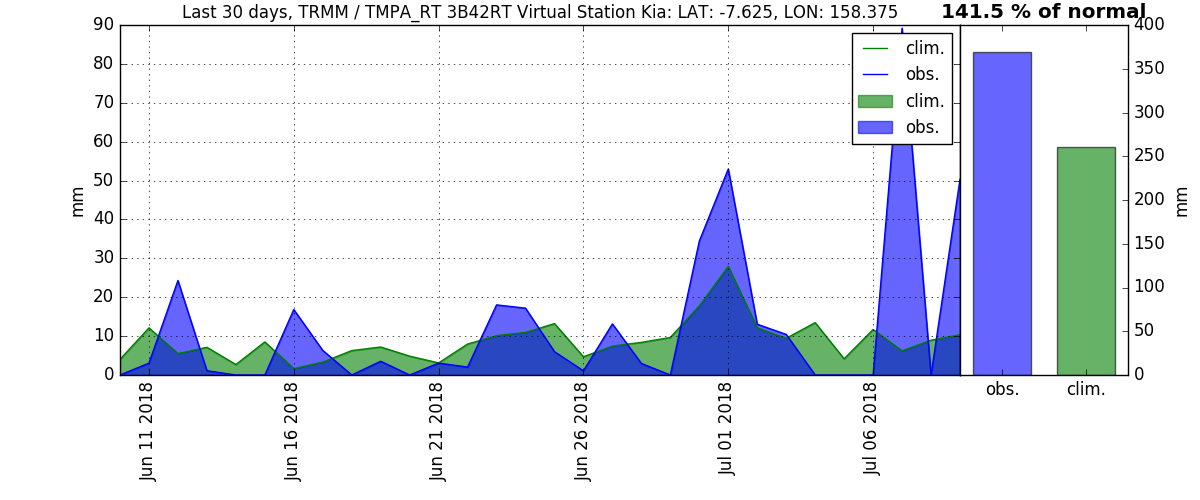 Last 30 days, TRMM / TMPA_RT 3B42RT Virtual Station Kia: LAT: -7.625, LON: 158.375
141.5 % of normal
90
80
70
60
50
40
30
20
10
0
mm
clim.
obs.
clim.
obs.
Jun 11 2018
Jun 16 2018
Jun 21 2018
Jun 26 2018
Jul 01 2018
Jul 06 2018
400
350
300
250
200
150
100
50
0
mm
obs.
clim.